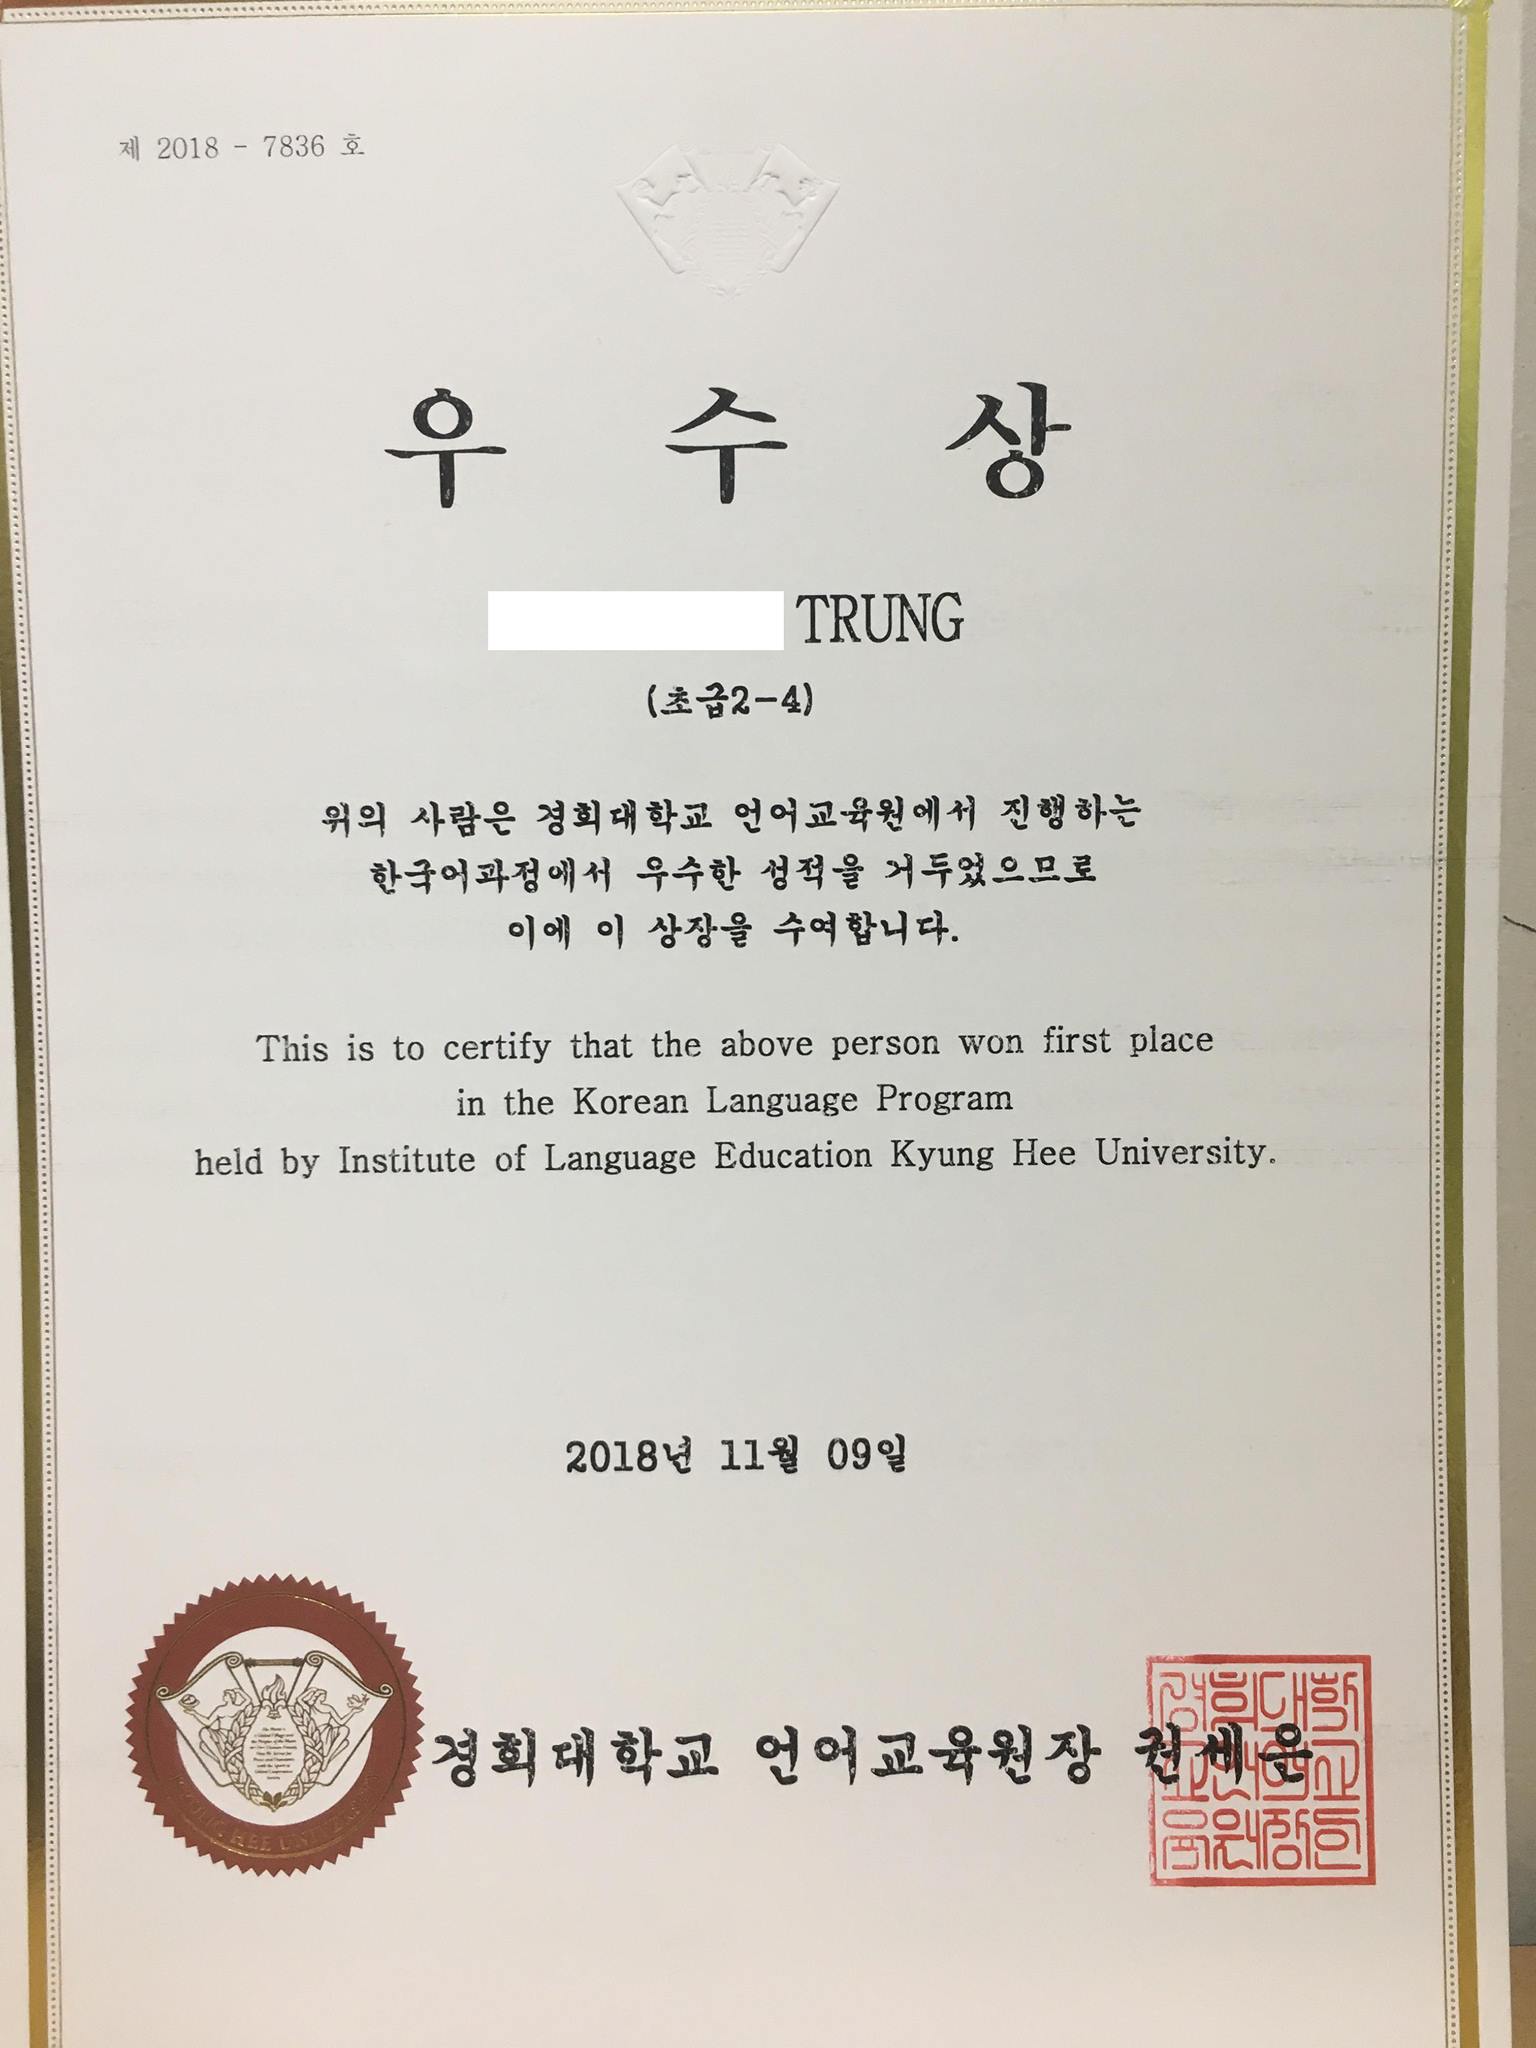 제 2018 - 7836 호
우 수 상
TRUNG
(초급2-4)
위의 사람은 경희대학교 언어교육원에서 진행하는
한국어과정에서 우수한 성적을 거두었으므로
이에 이 상장을 수여합니다.
This is to certify that the above person won first place
in the Korean Language Program
held by Institute of Language Education Kyung Hee University.
2018년 11월 09일
경희대학교 언어교육원장 권세은
KYUNG HEE UNIVERSITY